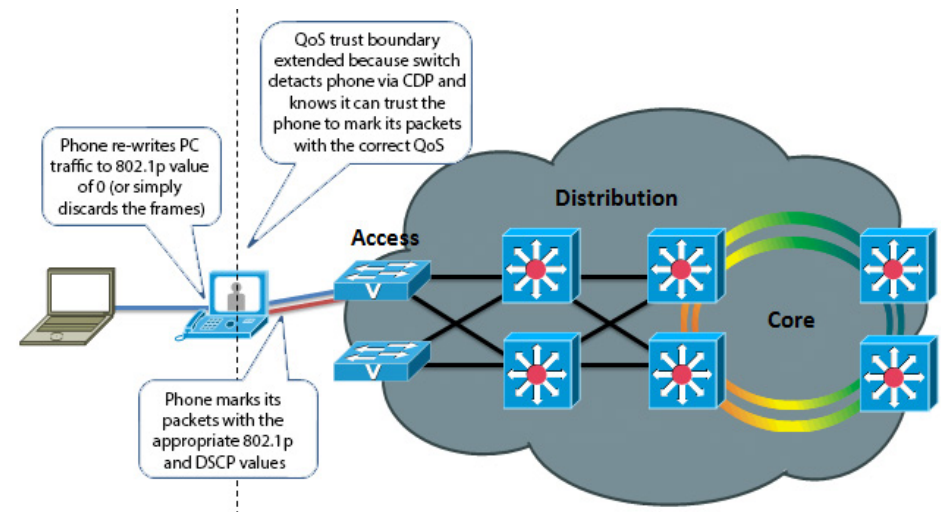 QoS trust boundary
extended because switch
detacts phone via CDP and
knows it can trust the
phone to mark its packets
with the correct QoS
Phone re-writes PC
traffic to 802.1p value
of 0 (or simply
discards the frames)
Distribution
Access
V
V
Core
Phone marks its
packets with the
appropriate 802.1p
and DSCP values